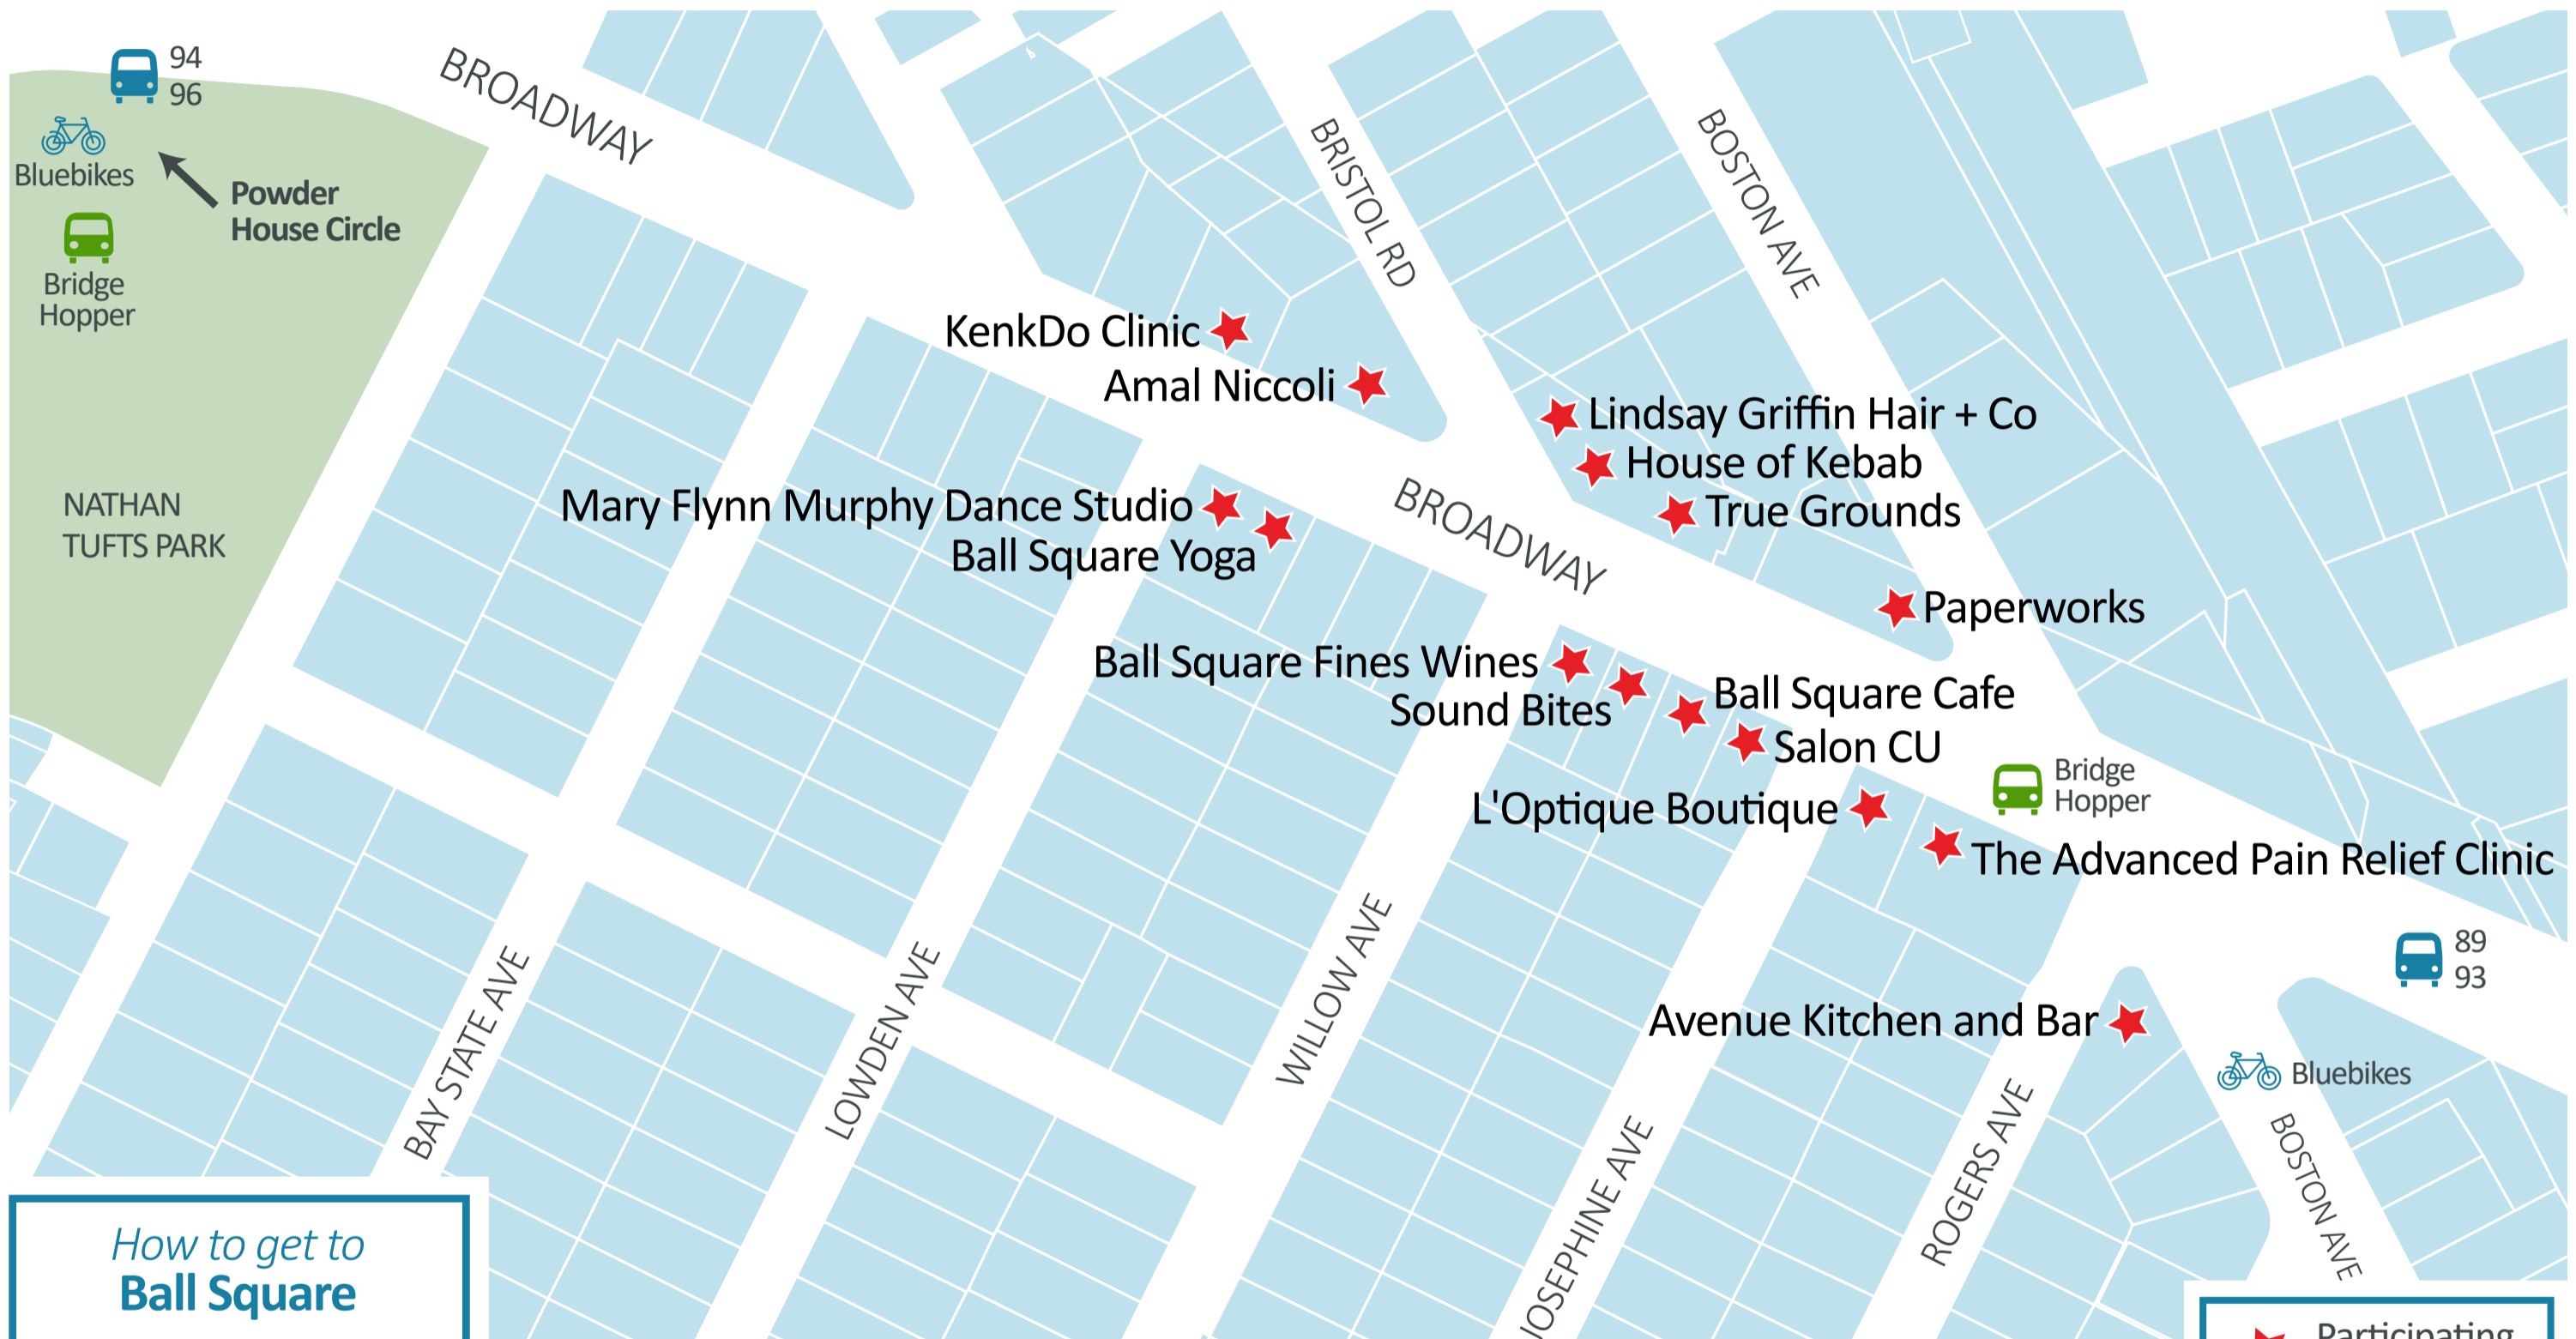 94
96
Bluebikes
Powder
House Circle
Bridge
Hopper
NATHAN
TUFTS PARK
BROADWAY
BRISTOL RD
BOSTON AVE
KenkDo Clinic
Amal Niccoli
Lindsay Griffin Hair + Co
House of Kebab
True Grounds
Mary Flynn Murphy Dance Studio
Ball Square Yoga
BROADWAY
Paperworks
Ball Square Fines Wines
Sound Bites
Ball Square Cafe
Salon CU
L'Optique Boutique
Bridge
Hopper
The Advanced Pain Relief Clinic
89
93
Avenue Kitchen and Bar
Bluebikes
BAY STATE AVE
LOWDEN AVE
WILLOW AVE
JOSEPHINE AVE
ROGERS AVE
BOSTON AVE
How to get to
Ball Square
Participating